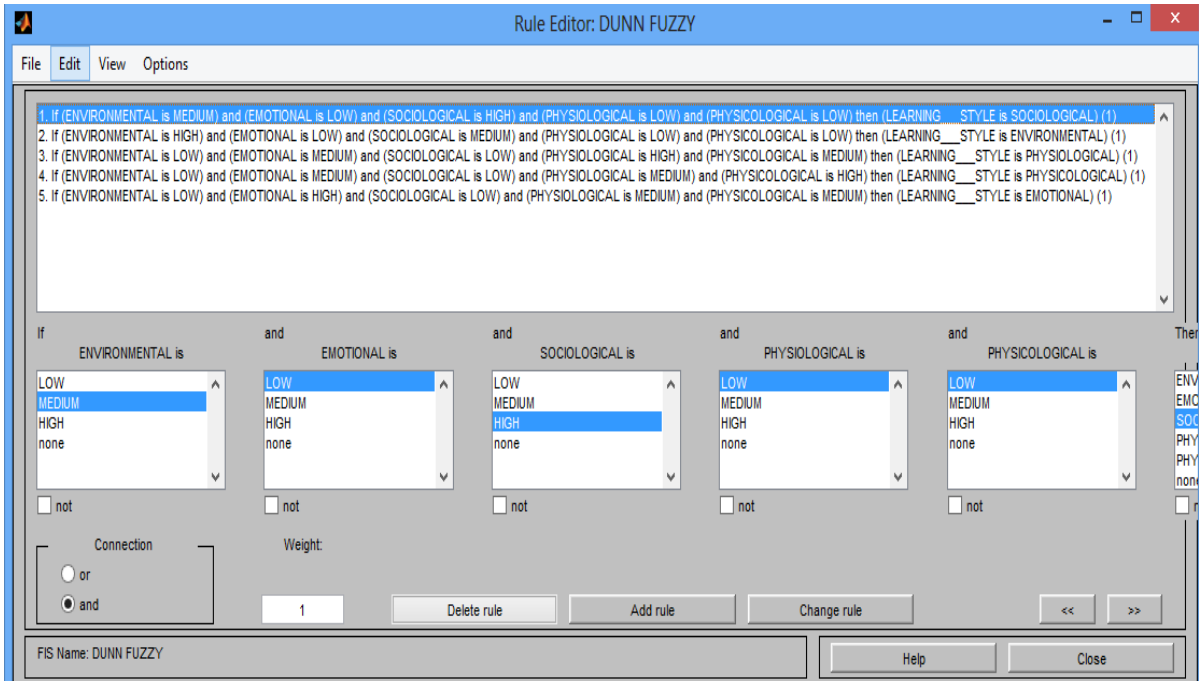 Rule Editor: DUNN FUZZY
File Edit View Options
1. If (ENVIRONMENTAL is MEDIUM) and (EMOTIONAL is LOW) and (SOCIOLOGICAL is HIGH) and (PHYSIOLOGICAL is LOW) and (PHYSICOLOGICAL is LOW) then (LEARNING___STYLE is SOCIOLOGICAL) (1)
2. If (ENVIRONMENTAL is HIGH) and (EMOTIONAL is LOW) and (SOCIOLOGICAL is MEDIUM) and (PHYSIOLOGICAL is LOW) and (PHYSICOLOGICAL is LOW) then (LEARNING___STYLE is ENVIRONMENTAL) (1)
3. If (ENVIRONMENTAL is LOW) and (EMOTIONAL is MEDIUM) and (SOCIOLOGICAL is LOW) and (PHYSIOLOGICAL is HIGH) and (PHYSICOLOGICAL is MEDIUM) then (LEARNING___STYLE is PHYSIOLOGICAL) (1)
4. If (ENVIRONMENTAL is LOW) and (EMOTIONAL is MEDIUM) and (SOCIOLOGICAL is LOW) and (PHYSIOLOGICAL is MEDIUM) and (PHYSICOLOGICAL is HIGH) then (LEARNING___STYLE is PHYSICOLOGICAL) (1)
5. If (ENVIRONMENTAL is LOW) and (EMOTIONAL is HIGH) and (SOCIOLOGICAL is LOW) and (PHYSIOLOGICAL is MEDIUM) and (PHYSICOLOGICAL is MEDIUM) then (LEARNING___STYLE is EMOTIONAL) (1)
If and and and and Then
ENVIRONMENTAL is EMOTIONAL is SOCIOLOGICAL is PHYSIOLOGICAL is PHYSICOLOGICAL is
LOW LOW LOW LOW LOW ENV
MEDIUM MEDIUM MEDIUM MEDIUM MEDIUM EMO
HIGH HIGH HIGH HIGH HIGH SOC
none none none none none PHY
PHY
none
not not not not not
Connection Weight:
or
and 1 Delete rule Add rule Change rule << >>
FIS Name: DUNN FUZZY Help Close